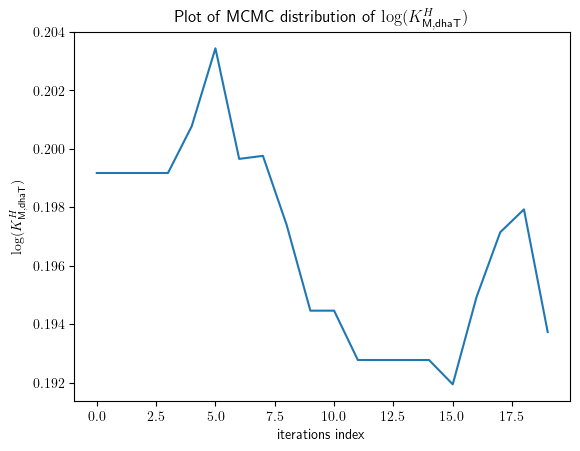 Plot of MCMC distribution of log(K^H_{M,dhaT})
log(K^H_{M,dhaT})
0.204
0.202
0.200
0.198
0.196
0.194
0.192
0.0 2.5 5.0 7.5 10.0 12.5 15.0 17.5
iterations index